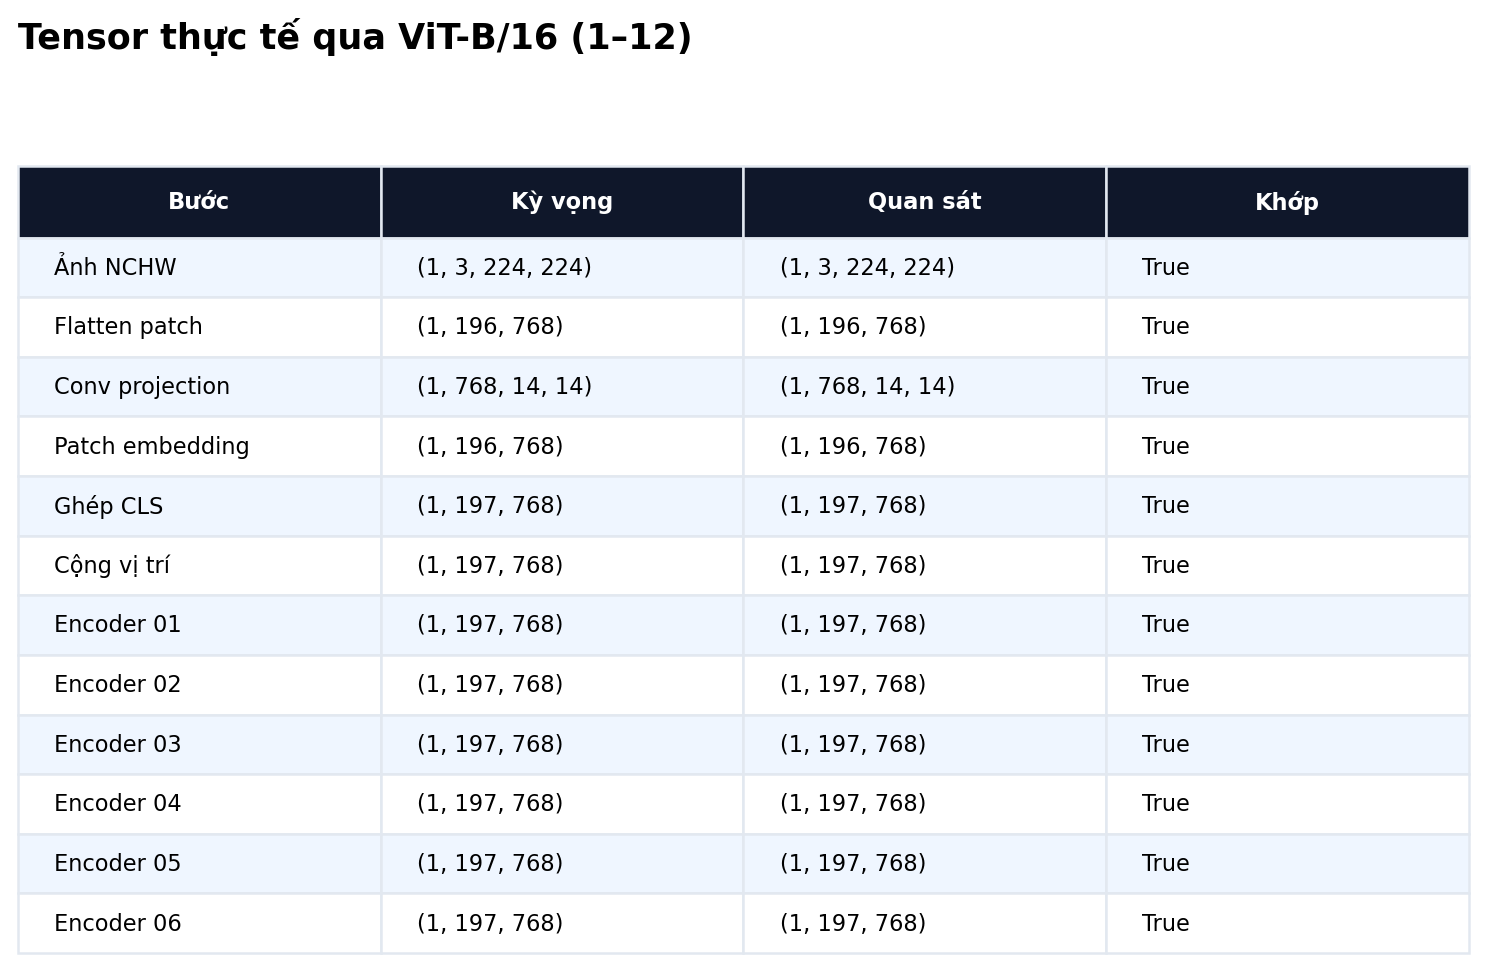 Tensor thực tế qua ViT-B/16 (1–12)
Bước Kỳ vọng Quan sát Khớp
Ảnh NCHW (1, 3, 224, 224) (1, 3, 224, 224) True
Flatten patch (1, 196, 768) (1, 196, 768) True
Conv projection (1, 768, 14, 14) (1, 768, 14, 14) True
Patch embedding (1, 196, 768) (1, 196, 768) True
Ghép CLS (1, 197, 768) (1, 197, 768) True
Cộng vị trí (1, 197, 768) (1, 197, 768) True
Encoder 01 (1, 197, 768) (1, 197, 768) True
Encoder 02 (1, 197, 768) (1, 197, 768) True
Encoder 03 (1, 197, 768) (1, 197, 768) True
Encoder 04 (1, 197, 768) (1, 197, 768) True
Encoder 05 (1, 197, 768) (1, 197, 768) True
Encoder 06 (1, 197, 768) (1, 197, 768) True